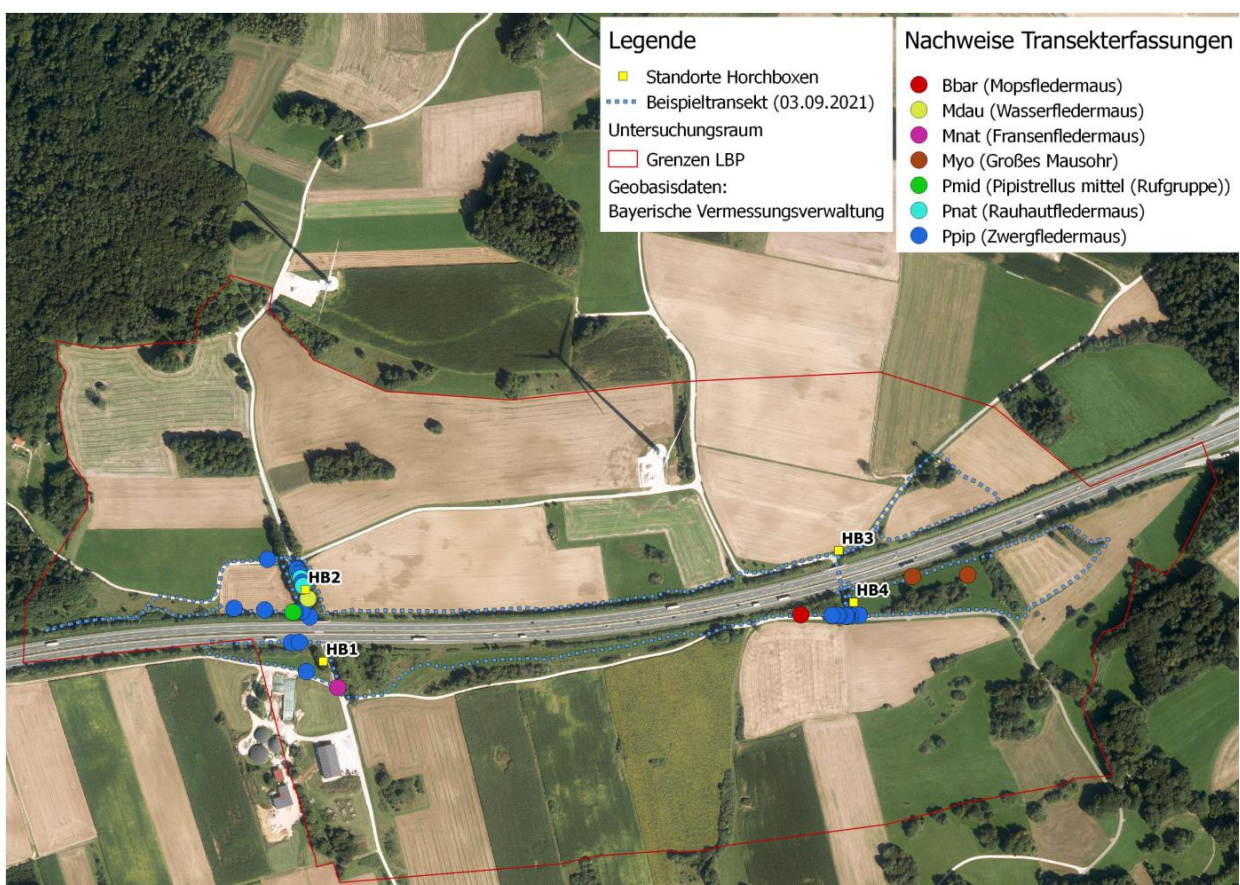 Legende
Standorte Horchboxen
Beispieltransekt (03.09.2021)
Untersuchungsraum
Grenzen LBP
Geobasisdaten:
Bayerische Vermessungsverwaltung
Nachweise Transekterfassungen
Bbar (Mopsfledermaus)
Mdau (Wasserfledermaus)
Mnat (Fransenfledermaus)
Myo (Großes Mausohr)
Pmid (Pipistrellus mittel (Rufgruppe))
Pnat (Rauhautfledermaus)
Ppip (Zwergfledermaus)
HB3
HB2
HB4
HB1